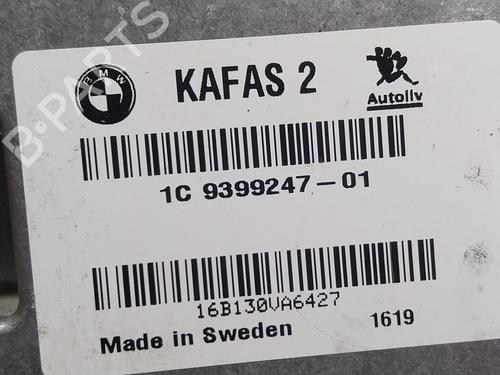 BMW
KAFAS 2
Autoliv
1C 9399247-01
16B130VA6427
Made in Sweden
1619
B-PARTS